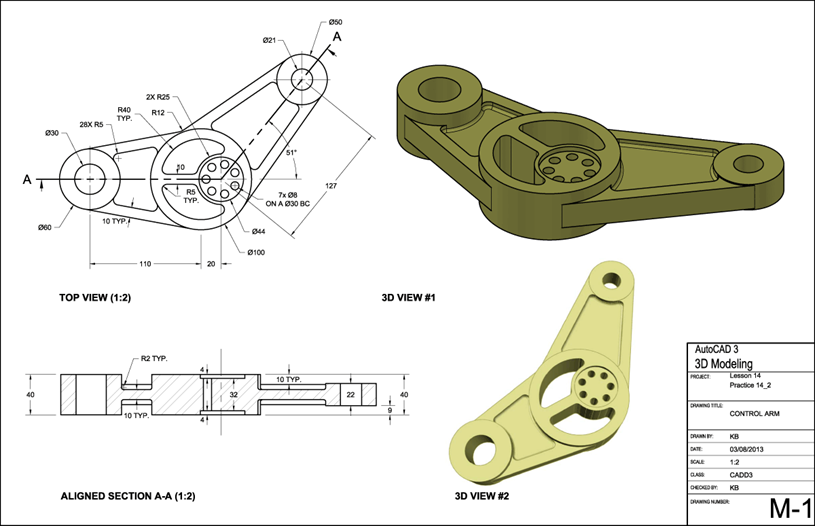 Ø50
A
Ø21
2X R25
R40
TYP.
R12
28X R5
Ø30
10
51°
A
127
R5
TYP.
7x Ø8
ON A Ø30 BC
Ø60
10 TYP.
Ø44
Ø100
110
20
TOP VIEW (1:2)
3D VIEW #1
R2 TYP.
4
10 TYP.
40
32
22
40
9
10 TYP.
4
ALIGNED SECTION A-A (1:2)
3D VIEW #2
AutoCAD 3
3D Modeling
PROJECT: Lesson 14
Practice 14_2
DRAWING TITLE:
CONTROL ARM
DRAWN BY: KB
DATE: 03/08/2013
SCALE: 1:2
CLASS: CADD3
CHECKED BY: KB
DRAWING NUMBER:
M-1